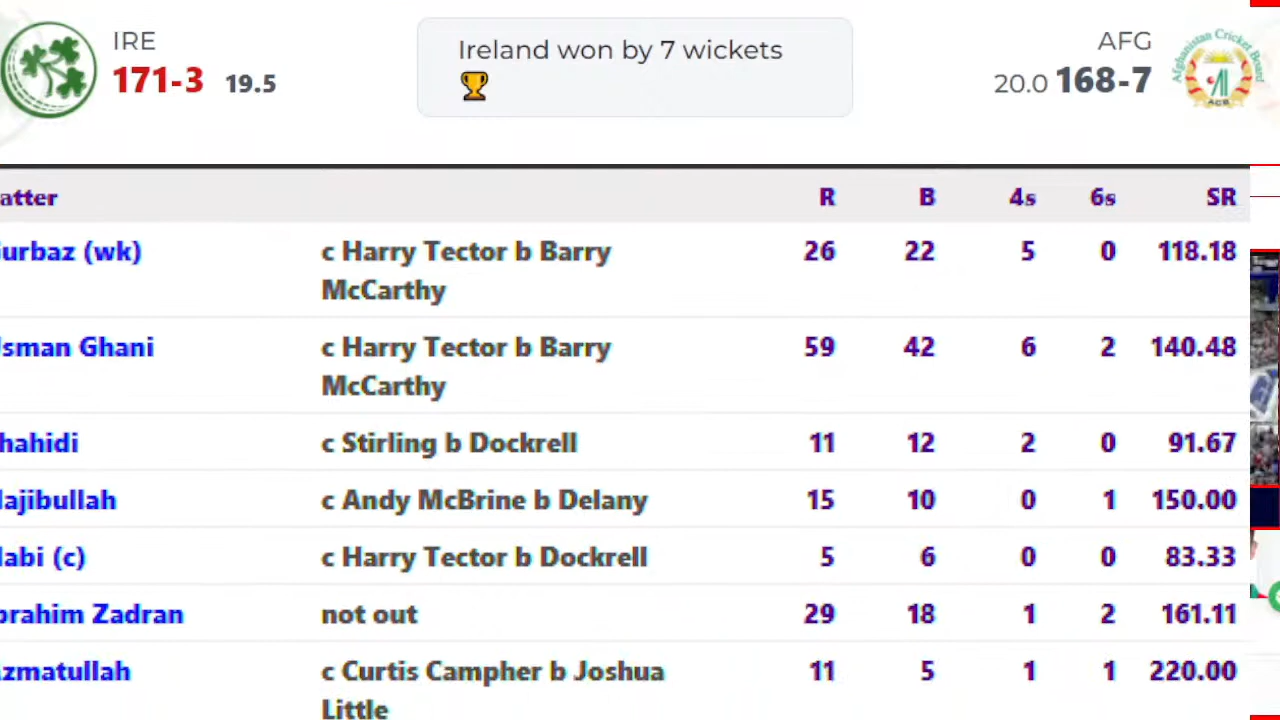 IRE
171-3 19.5
Ireland won by 7 wickets
AFG
20.0 168-7
Afghanistan Cricket Board
ACB
atter R B 4s 6s SR
urbaz (wk) c Harry Tector b Barry McCarthy 26 22 5 0 118.18
sman Ghani c Harry Tector b Barry McCarthy 59 42 6 2 140.48
hahidi c Stirling b Dockrell 11 12 2 0 91.67
ajibullah c Andy McBrine b Delany 15 10 0 1 150.00
abi (c) c Harry Tector b Dockrell 5 6 0 0 83.33
brahim Zadran not out 29 18 1 2 161.11
zmatullah c Curtis Campher b Joshua Little 11 5 1 1 220.00